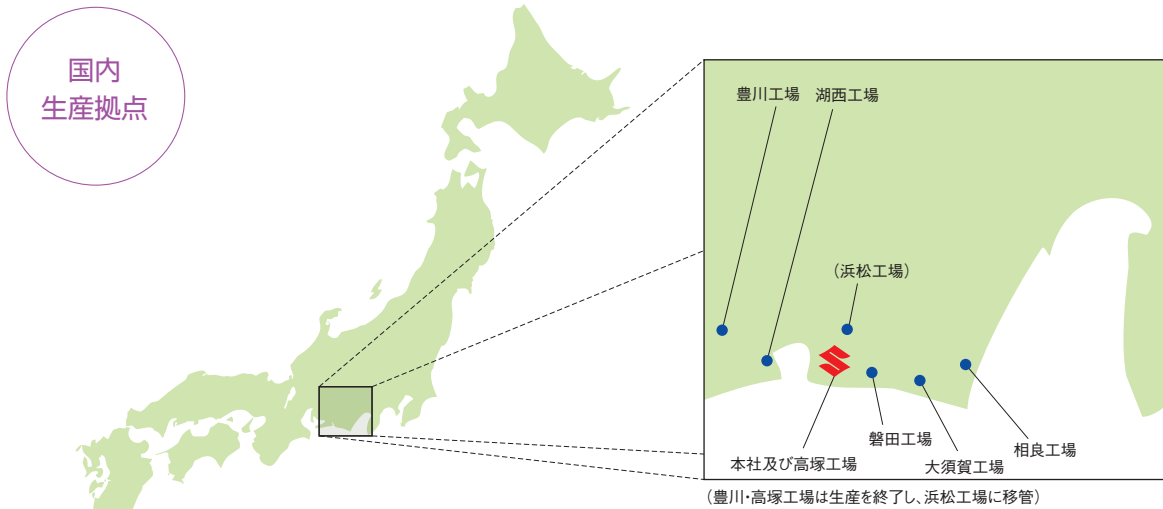 国内
生産拠点
豊川工場
湖西工場
（浜松工場）
磐田工場
本社及び高塚工場
大須賀工場
相良工場
（豊川・高塚工場は生産を終了し、浜松工場に移管）